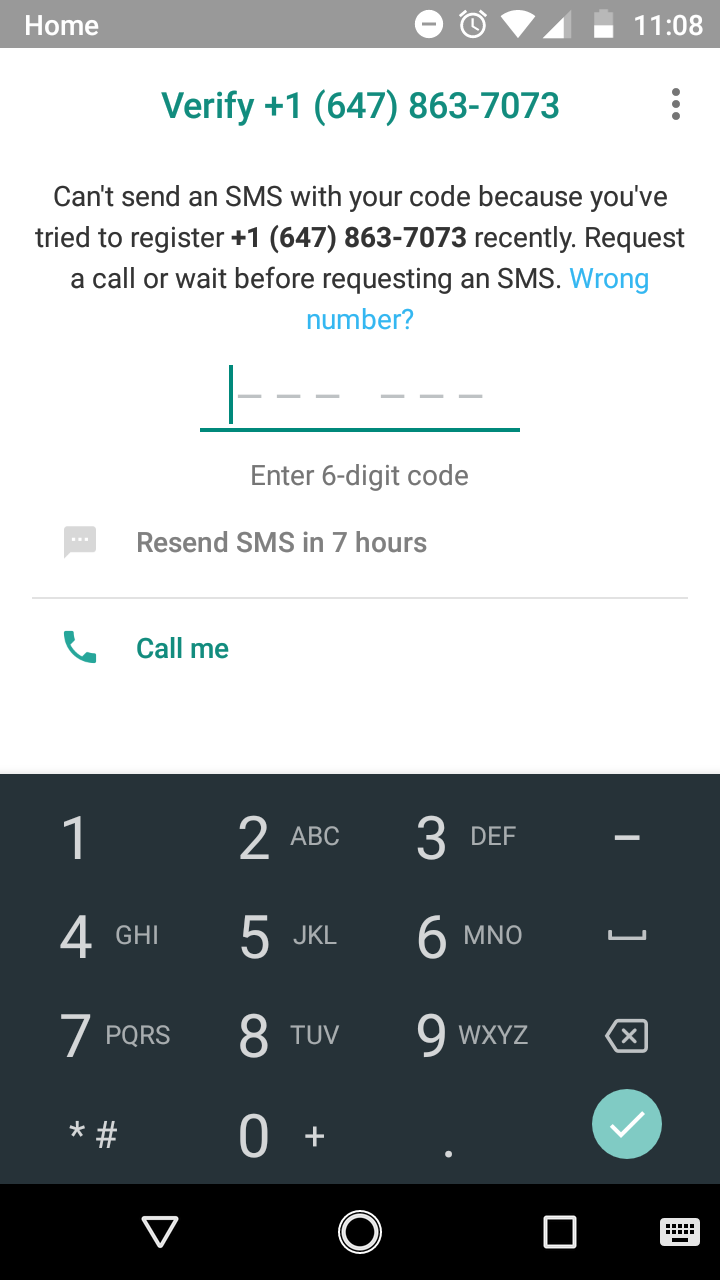 Home 11:08
Verify +1 (647) 863-7073
Can't send an SMS with your code because you've
tried to register +1 (647) 863-7073 recently. Request
a call or wait before requesting an SMS. Wrong
number?
– – – – – –
Enter 6-digit code
Resend SMS in 7 hours
Call me
1 2 ABC 3 DEF –
4 GHI 5 JKL 6 MNO
7 PQRS 8 TUV 9 WXYZ
* # 0 + .